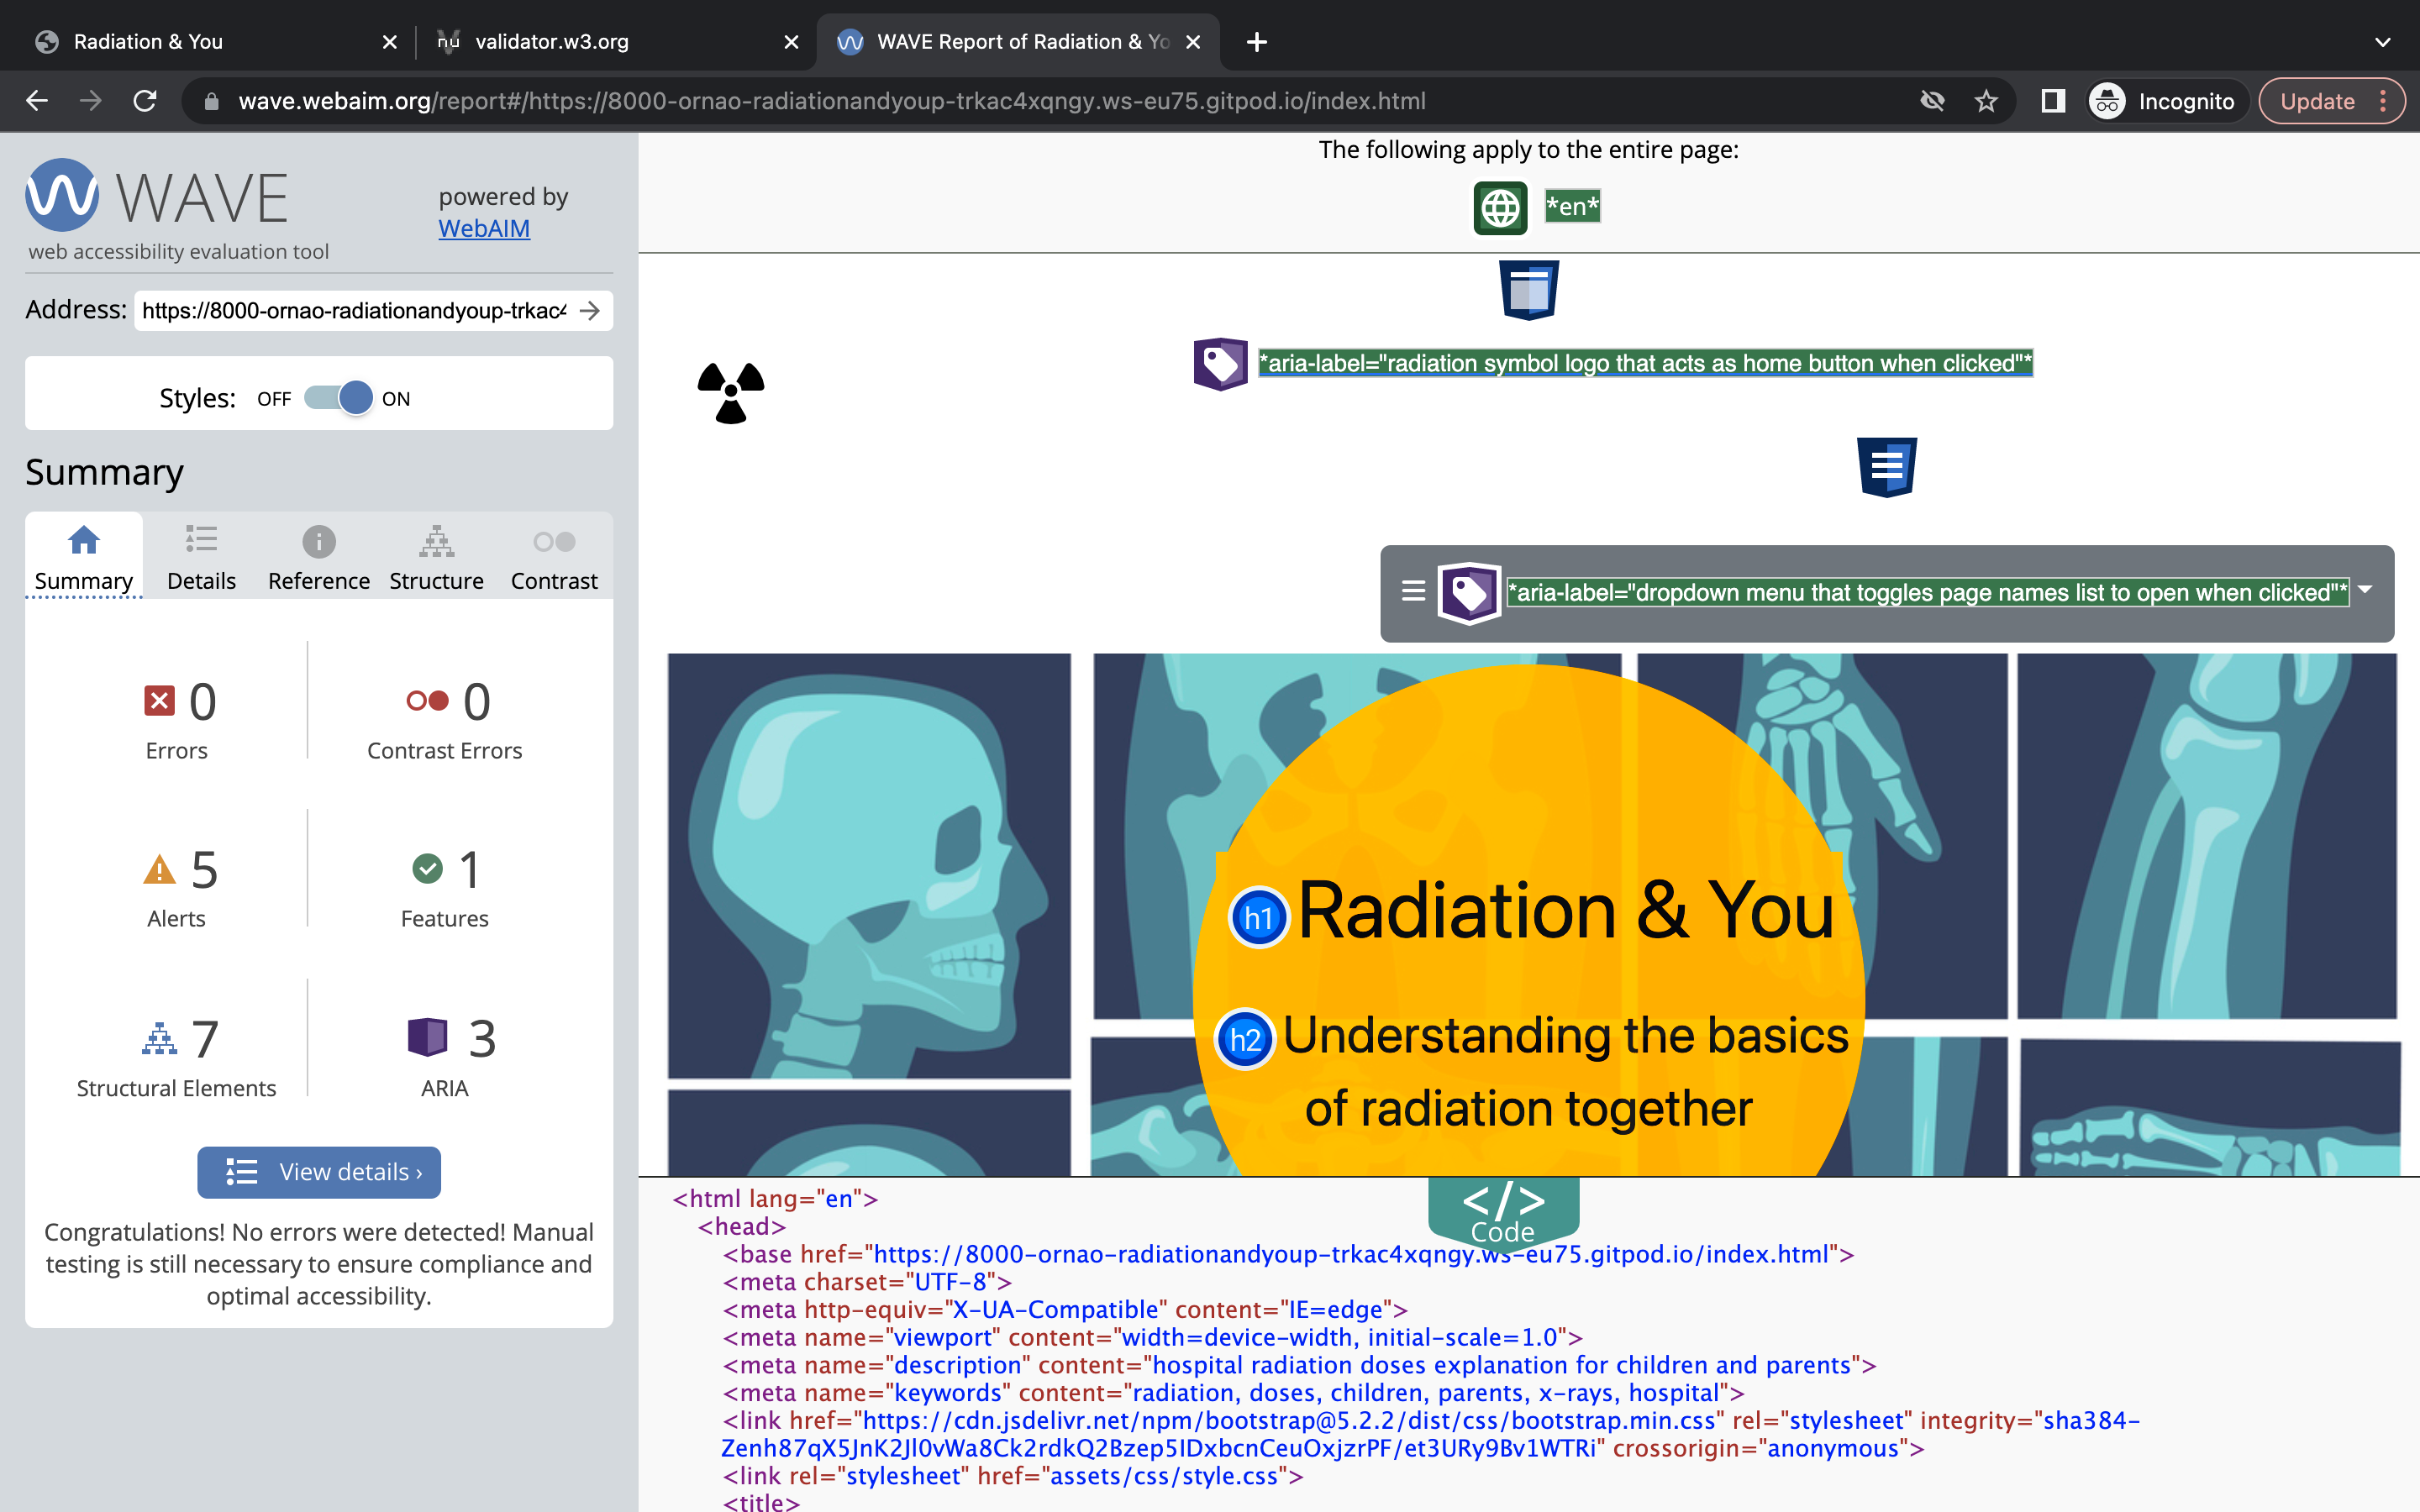 Radiation & You
validator.w3.org
WAVE Report of Radiation & Yo
wave.webaim.org/report#/https://8000-ornao-radiationandyoup-trkac4xqngy.ws-eu75.gitpod.io/index.html
Incognito
Update
WAVE
powered by
WebAIM
web accessibility evaluation tool
Address: https://8000-ornao-radiationandyoup-trkac4
Styles: OFF ON
Summary
Summary Details Reference Structure Contrast
0 0
Errors Contrast Errors
5 1
Alerts Features
7 3
Structural Elements ARIA
View details ›
Congratulations! No errors were detected! Manual
testing is still necessary to ensure compliance and
optimal accessibility.
The following apply to the entire page:
*en*
*aria-label="radiation symbol logo that acts as home button when clicked"*
*aria-label="dropdown menu that toggles page names list to open when clicked"*
h1 Radiation & You
h2 Understanding the basics
of radiation together
</>
Code
<html lang="en">
<head>
<base href="https://8000-ornao-radiationandyoup-trkac4xqngy.ws-eu75.gitpod.io/index.html">
<meta charset="UTF-8">
<meta http-equiv="X-UA-Compatible" content="IE=edge">
<meta name="viewport" content="width=device-width, initial-scale=1.0">
<meta name="description" content="hospital radiation doses explanation for children and parents">
<meta name="keywords" content="radiation, doses, children, parents, x-rays, hospital">
<link href="https://cdn.jsdelivr.net/npm/bootstrap@5.2.2/dist/css/bootstrap.min.css" rel="stylesheet" integrity="sha384-
Zenh87qX5JnK2Jl0vWa8Ck2rdkQ2Bzep5IDxbcnCeuOxjzrPF/et3URy9Bv1WTRi" crossorigin="anonymous">
<link rel="stylesheet" href="assets/css/style.css">
<title>